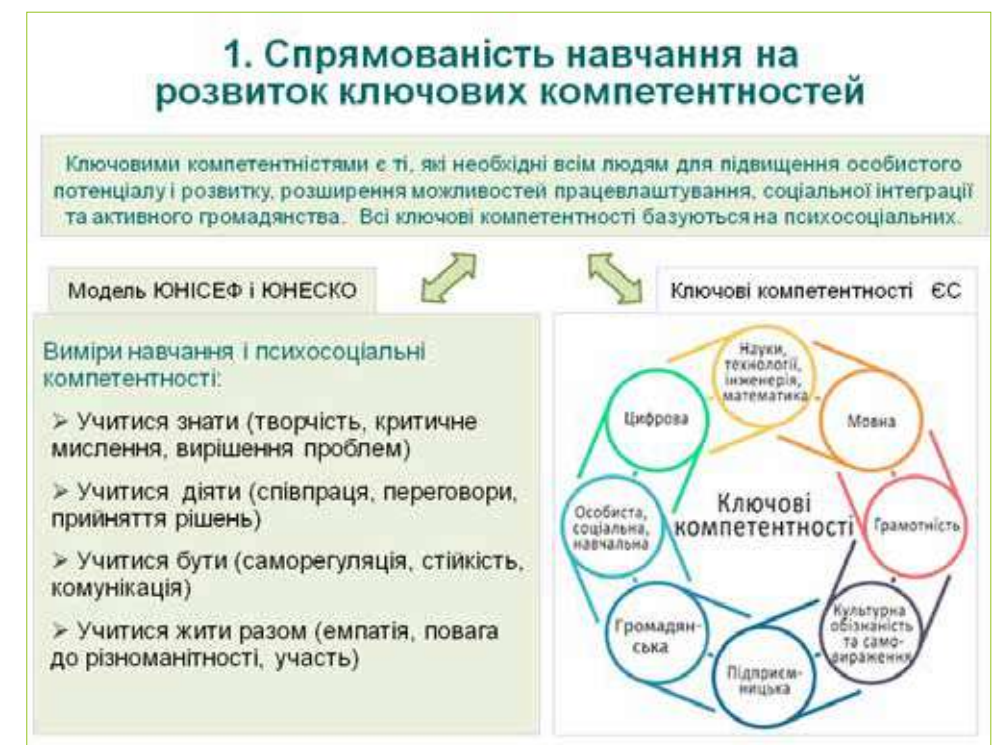 1. Спрямованість навчання на
розвиток ключових компетентностей
Ключовими компетентністями є ті, які необхідні всім людям для підвищення особистого
потенціалу і розвитку, розширення можливостей працевлаштування, соціальної інтеграції
та активного громадянства. Всі ключові компетентності базуються на психосоціальних.
Модель ЮНІСЕФ і ЮНЕСКО
Виміри навчання і психосоціальні
компетентності:
➢ Учитися знати (творчість, критичне
мислення, вирішення проблем)
➢ Учитися діяти (співпраця, переговори,
прийняття рішень)
➢ Учитися бути (саморегуляція, стійкість,
комунікація)
➢ Учитися жити разом (емпатія, повага
до різноманітності, участь)
Ключові компетентності ЄС
Науки,
технології,
інженерія,
математика
Мовна
Грамотність
Культурна
обізнаність
та само-
вираження
Підприєм-
ницька
Громадян-
ська
Особиста,
соціальна,
навчальна
Цифрова
Ключові
компетентності